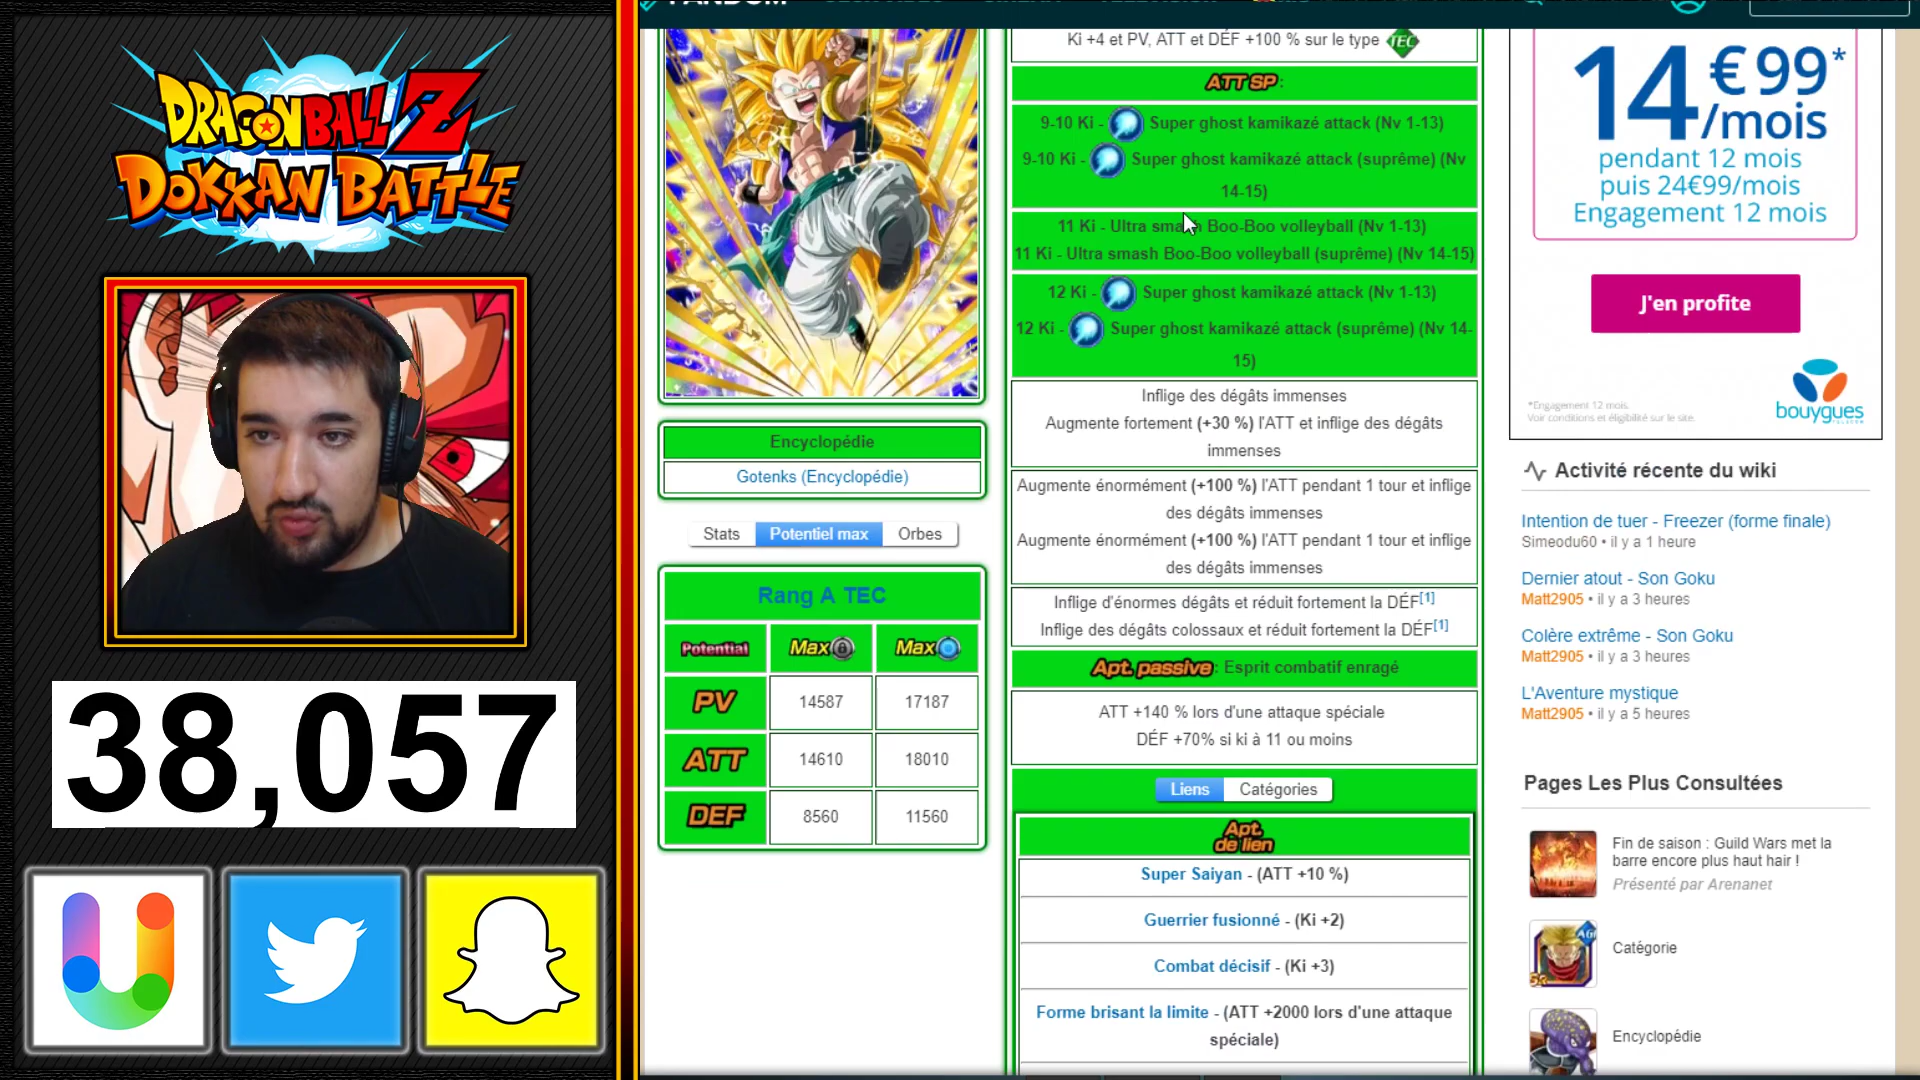 DRAGON BALL Z
DOKKAN BATTLE
38,057
Ki +4 et PV, ATT et DÉF +100 % sur le type TEC
ATT SP :
9-10 Ki - Super ghost kamikazé attack (Nv 1-13)
9-10 Ki - Super ghost kamikazé attack (suprême) (Nv
14-15)
11 Ki - Ultra smash Boo-Boo volleyball (Nv 1-13)
11 Ki - Ultra smash Boo-Boo volleyball (suprême) (Nv 14-15)
12 Ki - Super ghost kamikazé attack (Nv 1-13)
12 Ki - Super ghost kamikazé attack (suprême) (Nv 14-
15)
Inflige des dégâts immenses
Augmente fortement (+30 %) l'ATT et inflige des dégâts
immenses
Augmente énormément (+100 %) l'ATT pendant 1 tour et inflige
des dégâts immenses
Augmente énormément (+100 %) l'ATT pendant 1 tour et inflige
des dégâts immenses
Inflige d'énormes dégâts et réduit fortement la DÉF[1]
Inflige des dégâts colossaux et réduit fortement la DÉF[1]
Apt. passive : Esprit combatif enragé
ATT +140 % lors d'une attaque spéciale
DÉF +70% si ki à 11 ou moins
Liens Catégories
Apt.
de lien
Super Saiyan - (ATT +10 %)
Guerrier fusionné - (Ki +2)
Combat décisif - (Ki +3)
Forme brisant la limite - (ATT +2000 lors d'une attaque
spéciale)
Encyclopédie
Gotenks (Encyclopédie)
Stats Potentiel max Orbes
Rang A TEC
Potential Max Max
PV 14587 17187
ATT 14610 18010
DEF 8560 11560
14€99*
/mois
pendant 12 mois
puis 24€99/mois
Engagement 12 mois
J'en profite
*Engagement 12 mois.
Voir conditions et éligibilité sur le site.
bouygues
TELECOM
Activité récente du wiki
Intention de tuer - Freezer (forme finale)
Simeodu60 • il y a 1 heure
Dernier atout - Son Goku
Matt2905 • il y a 3 heures
Colère extrême - Son Goku
Matt2905 • il y a 3 heures
L'Aventure mystique
Matt2905 • il y a 5 heures
Pages Les Plus Consultées
Fin de saison : Guild Wars met la
barre encore plus haut hair !
Présenté par Arenanet
Catégorie
Encyclopédie